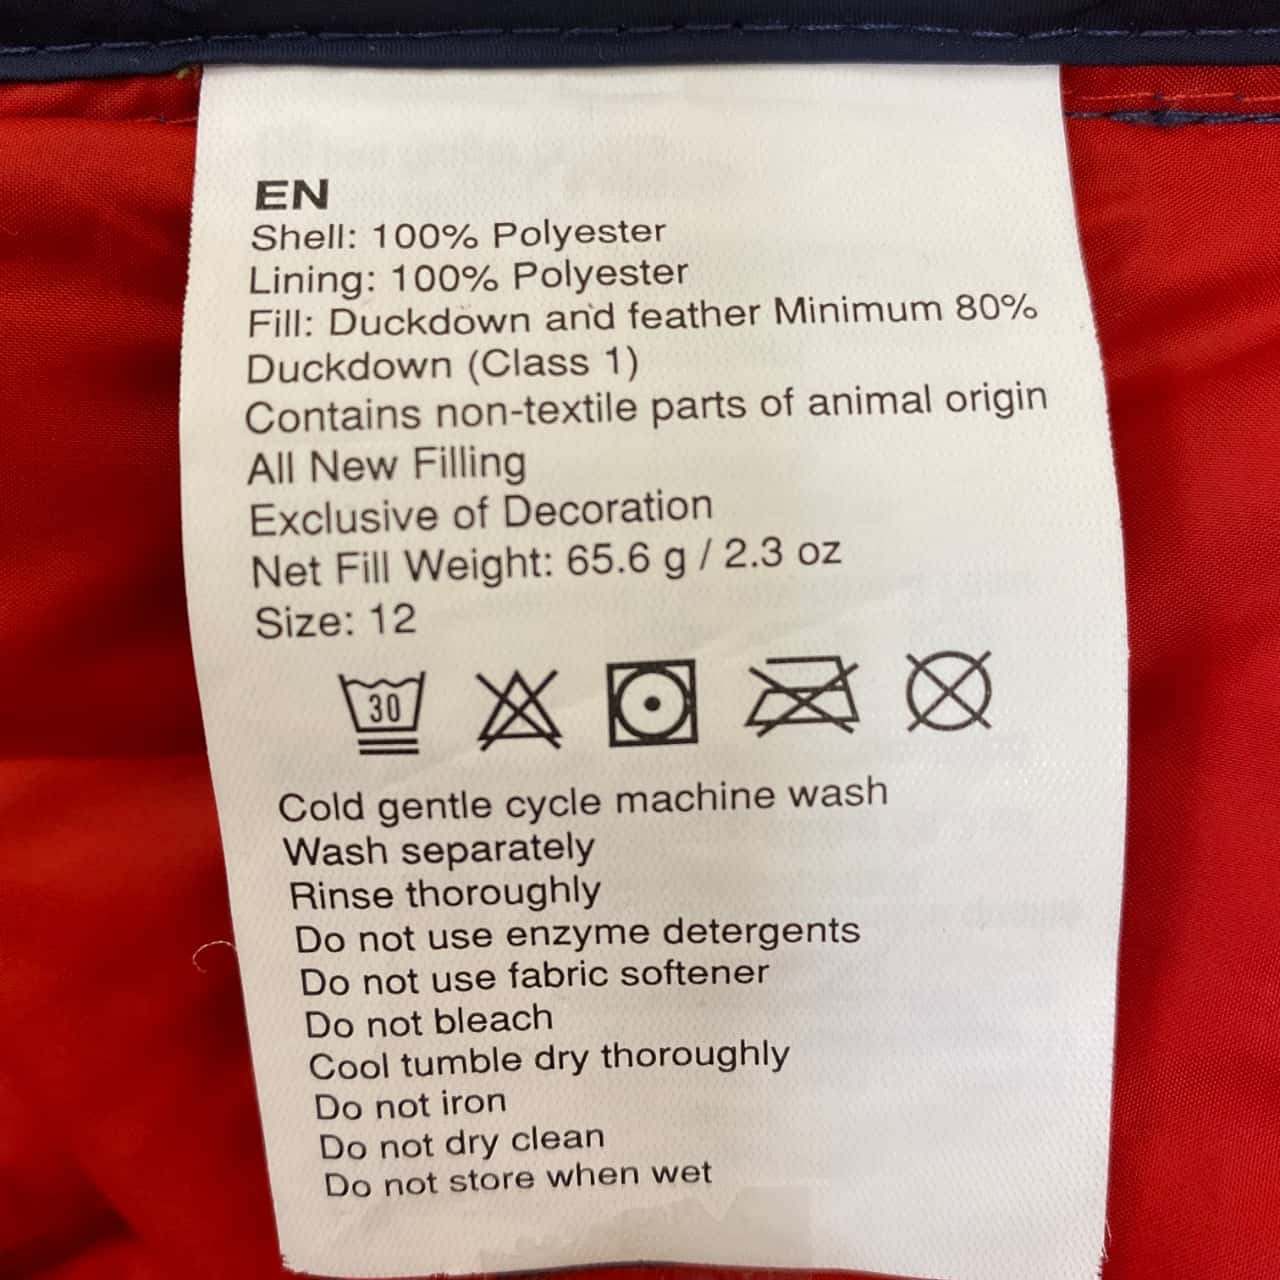 EN
Shell: 100% Polyester
Lining: 100% Polyester
Fill: Duckdown and feather Minimum 80%
Duckdown (Class 1)
Contains non-textile parts of animal origin
All New Filling
Exclusive of Decoration
Net Fill Weight: 65.6 g / 2.3 oz
Size: 12
30
Cold gentle cycle machine wash
Wash separately
Rinse thoroughly
Do not use enzyme detergents
Do not use fabric softener
Do not bleach
Cool tumble dry thoroughly
Do not iron
Do not dry clean
Do not store when wet